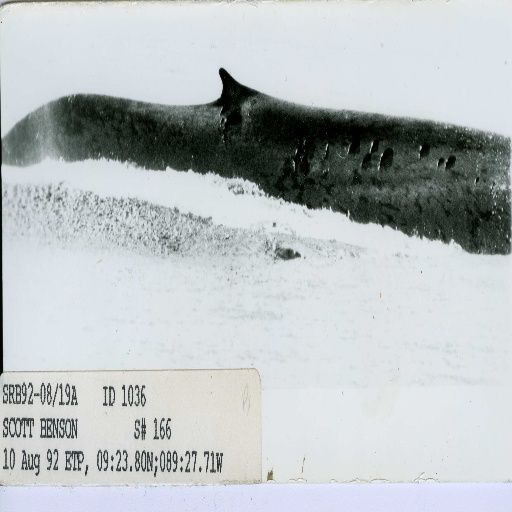 SRB92-08/19A ID 1036
SCOTT BENSON S# 166
10 Aug 92 ETP, 09:23.80N;089:27.71W